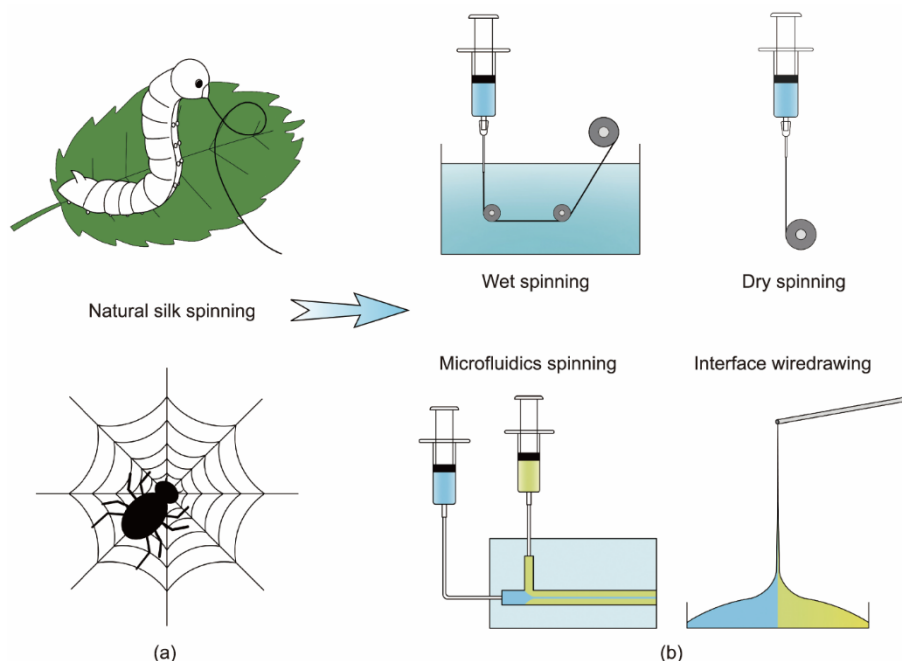 Wet spinning
Dry spinning
Natural silk spinning
Microfluidics spinning
Interface wiredrawing
(a)
(b)